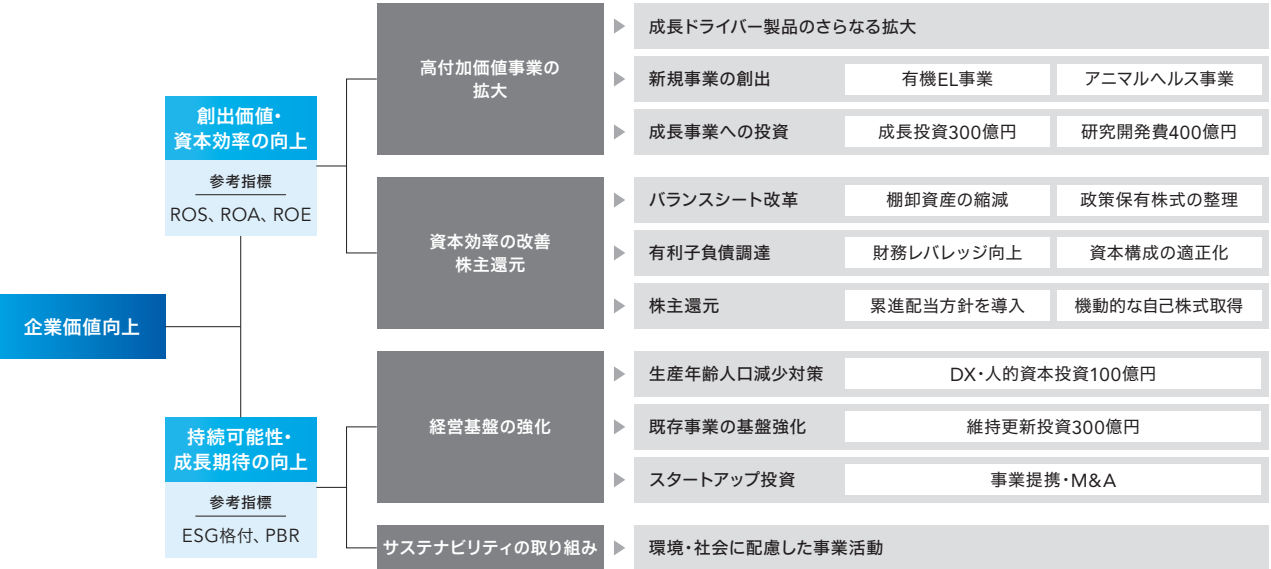 企業価値向上
創出価値・
資本効率の向上
参考指標
ROS、ROA、ROE
高付加価値事業の
拡大
成長ドライバー製品のさらなる拡大
新規事業の創出 有機EL事業 アニマルヘルス事業
成長事業への投資 成長投資300億円 研究開発費400億円
資本効率の改善
株主還元
バランスシート改革 棚卸資産の縮減 政策保有株式の整理
有利子負債調達 財務レバレッジ向上 資本構成の適正化
株主還元 累進配当方針を導入 機動的な自己株式取得
持続可能性・
成長期待の向上
参考指標
ESG格付、PBR
経営基盤の強化
生産年齢人口減少対策 DX・人的資本投資100億円
既存事業の基盤強化 維持更新投資300億円
スタートアップ投資 事業提携・M&A
サステナビリティの取り組み
環境・社会に配慮した事業活動